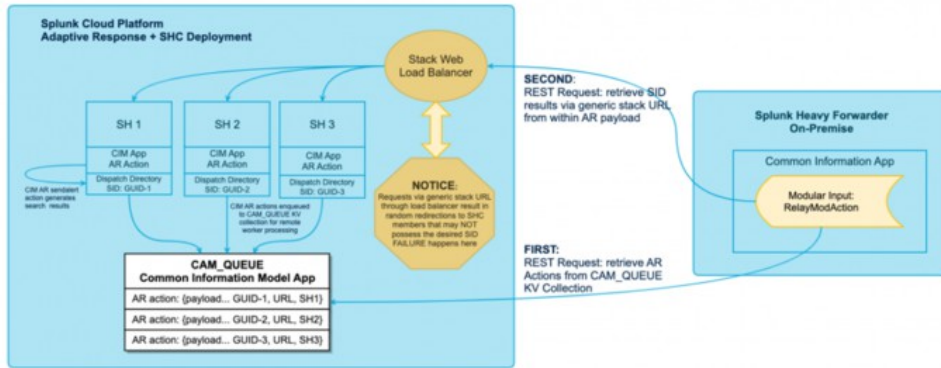 Splunk Cloud Platform
Adaptive Response + SHC Deployment
Stack Web
Load Balancer
SH 1
CIM App
AR Action
Dispatch Directory
SID: GUID-1
SH 2
CIM App
AR Action
Dispatch Directory
SID: GUID-2
SH 3
CIM App
AR Action
Dispatch Directory
SID: GUID-3
CIM AR sendalert
action generates
search results
CIM AR actions enqueued
to CAM_QUEUE KV
collection for remote
worker processing
NOTICE:
Requests via generic stack URL
through load balancer result in
random redirections to SHC
members that may NOT
possess the desired SID
FAILURE happens here
CAM_QUEUE
Common Information Model App
AR action: {payload... GUID-1, URL, SH1}
AR action: {payload... GUID-2, URL, SH2}
AR action: {payload... GUID-3, URL, SH3}
SECOND:
REST Request: retrieve SID
results via generic stack URL
from within AR payload
FIRST:
REST Request: retrieve AR
Actions from CAM_QUEUE
KV Collection
Splunk Heavy Forwarder
On-Premise
Common Information App
Modular Input:
RelayModAction